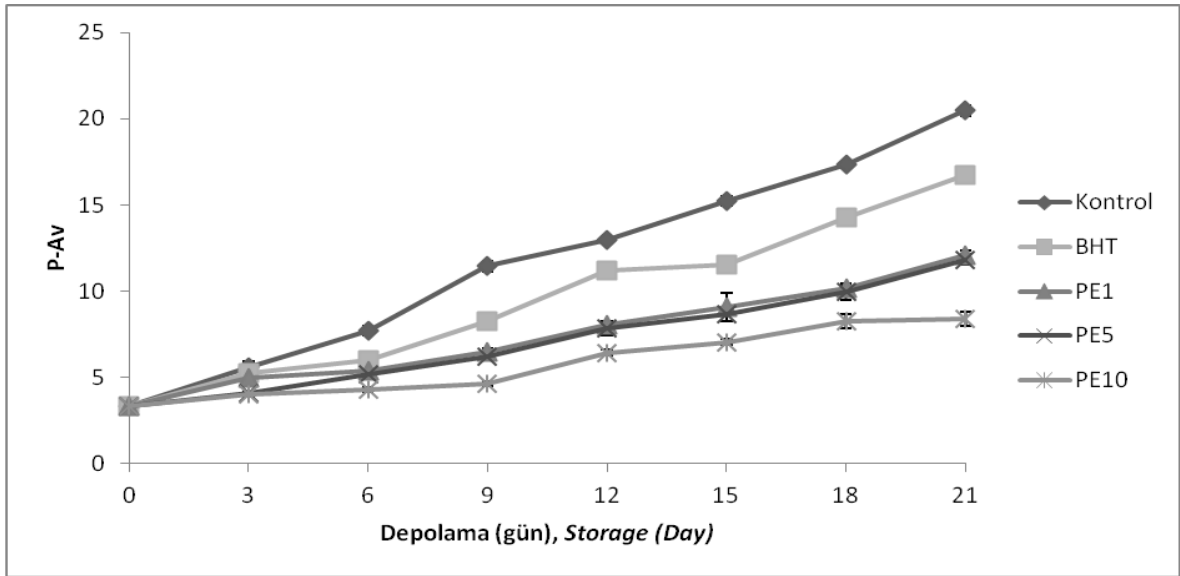 25
20
15
10
5
0
P-Av
0 3 6 9 12 15 18 21
Depolama (gün), Storage (Day)
Kontrol
BHT
PE1
PE5
PE10